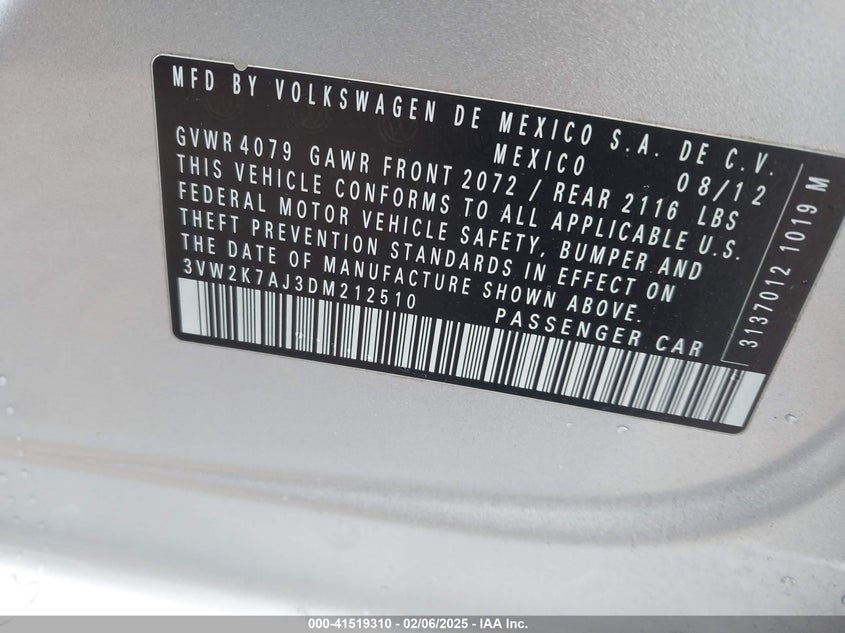 MFD BY VOLKSWAGEN DE MEXICO S.A. DE C.V.
MEXICO 08/12
GVWR 4079 GAWR FRONT 2072 / REAR 2116 LBS
THIS VEHICLE CONFORMS TO ALL APPLICABLE U.S.
FEDERAL MOTOR VEHICLE SAFETY, BUMPER AND
THEFT PREVENTION STANDARDS IN EFFECT ON
THE DATE OF MANUFACTURE SHOWN ABOVE.
3VW2K7AJ3DM212510 PASSENGER CAR
3137012 1019 M
000-41519310 - 02/06/2025 - IAA Inc.